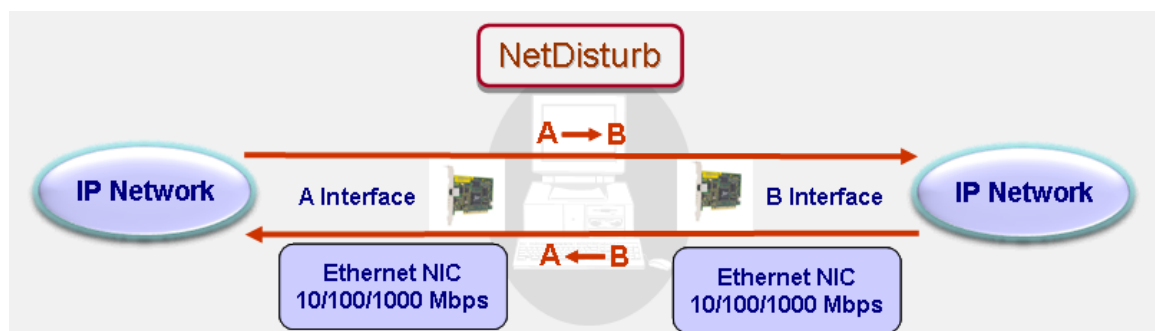 NetDisturb
A → B
IP Network
A Interface
B Interface
IP Network
A ← B
Ethernet NIC
10/100/1000 Mbps
Ethernet NIC
10/100/1000 Mbps